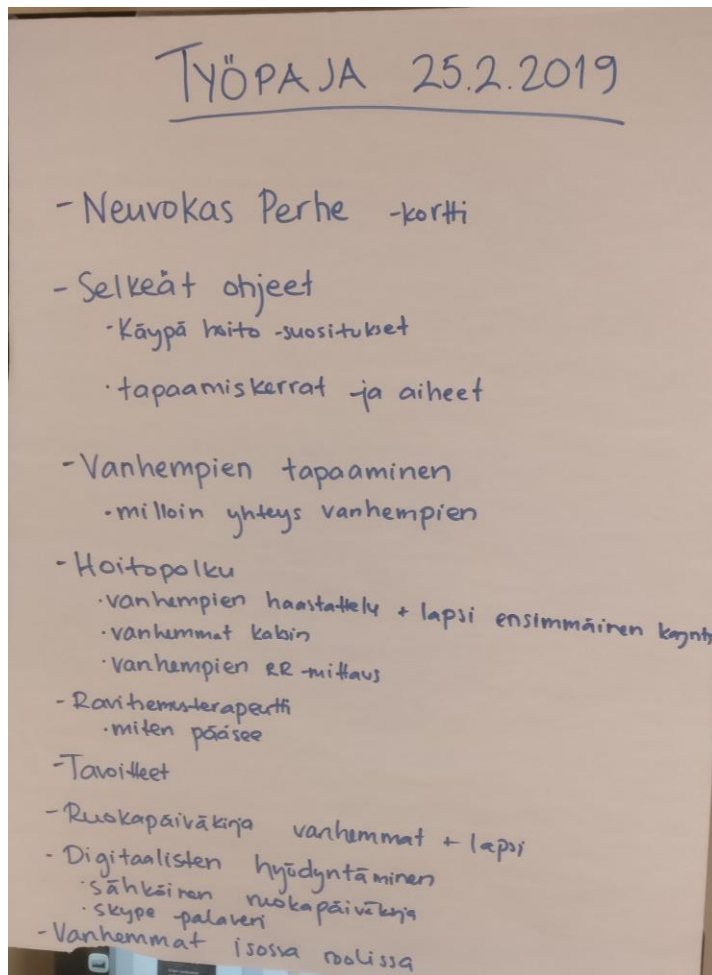 TYÖPAJA 25.2.2019
- Neuvokas Perhe -kortti
- Selkeät ohjeet
· Käypä hoito -suositukset
· tapaamiskerrat -ja aiheet
- Vanhempien tapaaminen
· milloin yhteys vanhempien
- Hoitopolku
· vanhempien haastattelu + lapsi ensimmäinen käynti
· vanhemmat kaksin
· vanhempien RR -mittaus
- Ravitsemusterapeutti
· miten pääsee
- Tavoitteet
- Ruokapäiväkirja vanhemmat + lapsi
- Digitaalisten hyödyntäminen
· sähköinen ruokapäiväkirja
· skype palaveri
- Vanhemmat isossa roolissa